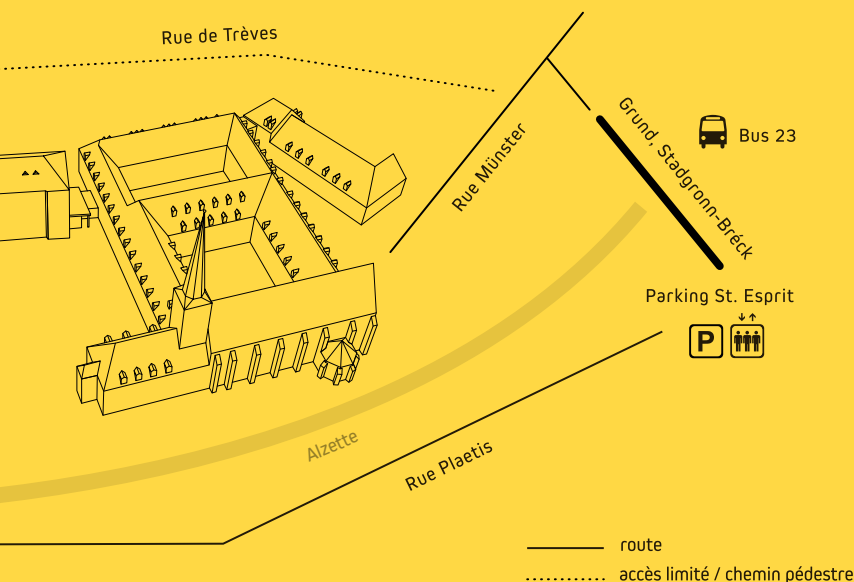 Rue de Trèves
Grund, Stadgronn-Bréck
Bus 23
Rue Münster
Parking St. Esprit
P
Alzette
Rue Plaetis
route
accès limité / chemin pédestre